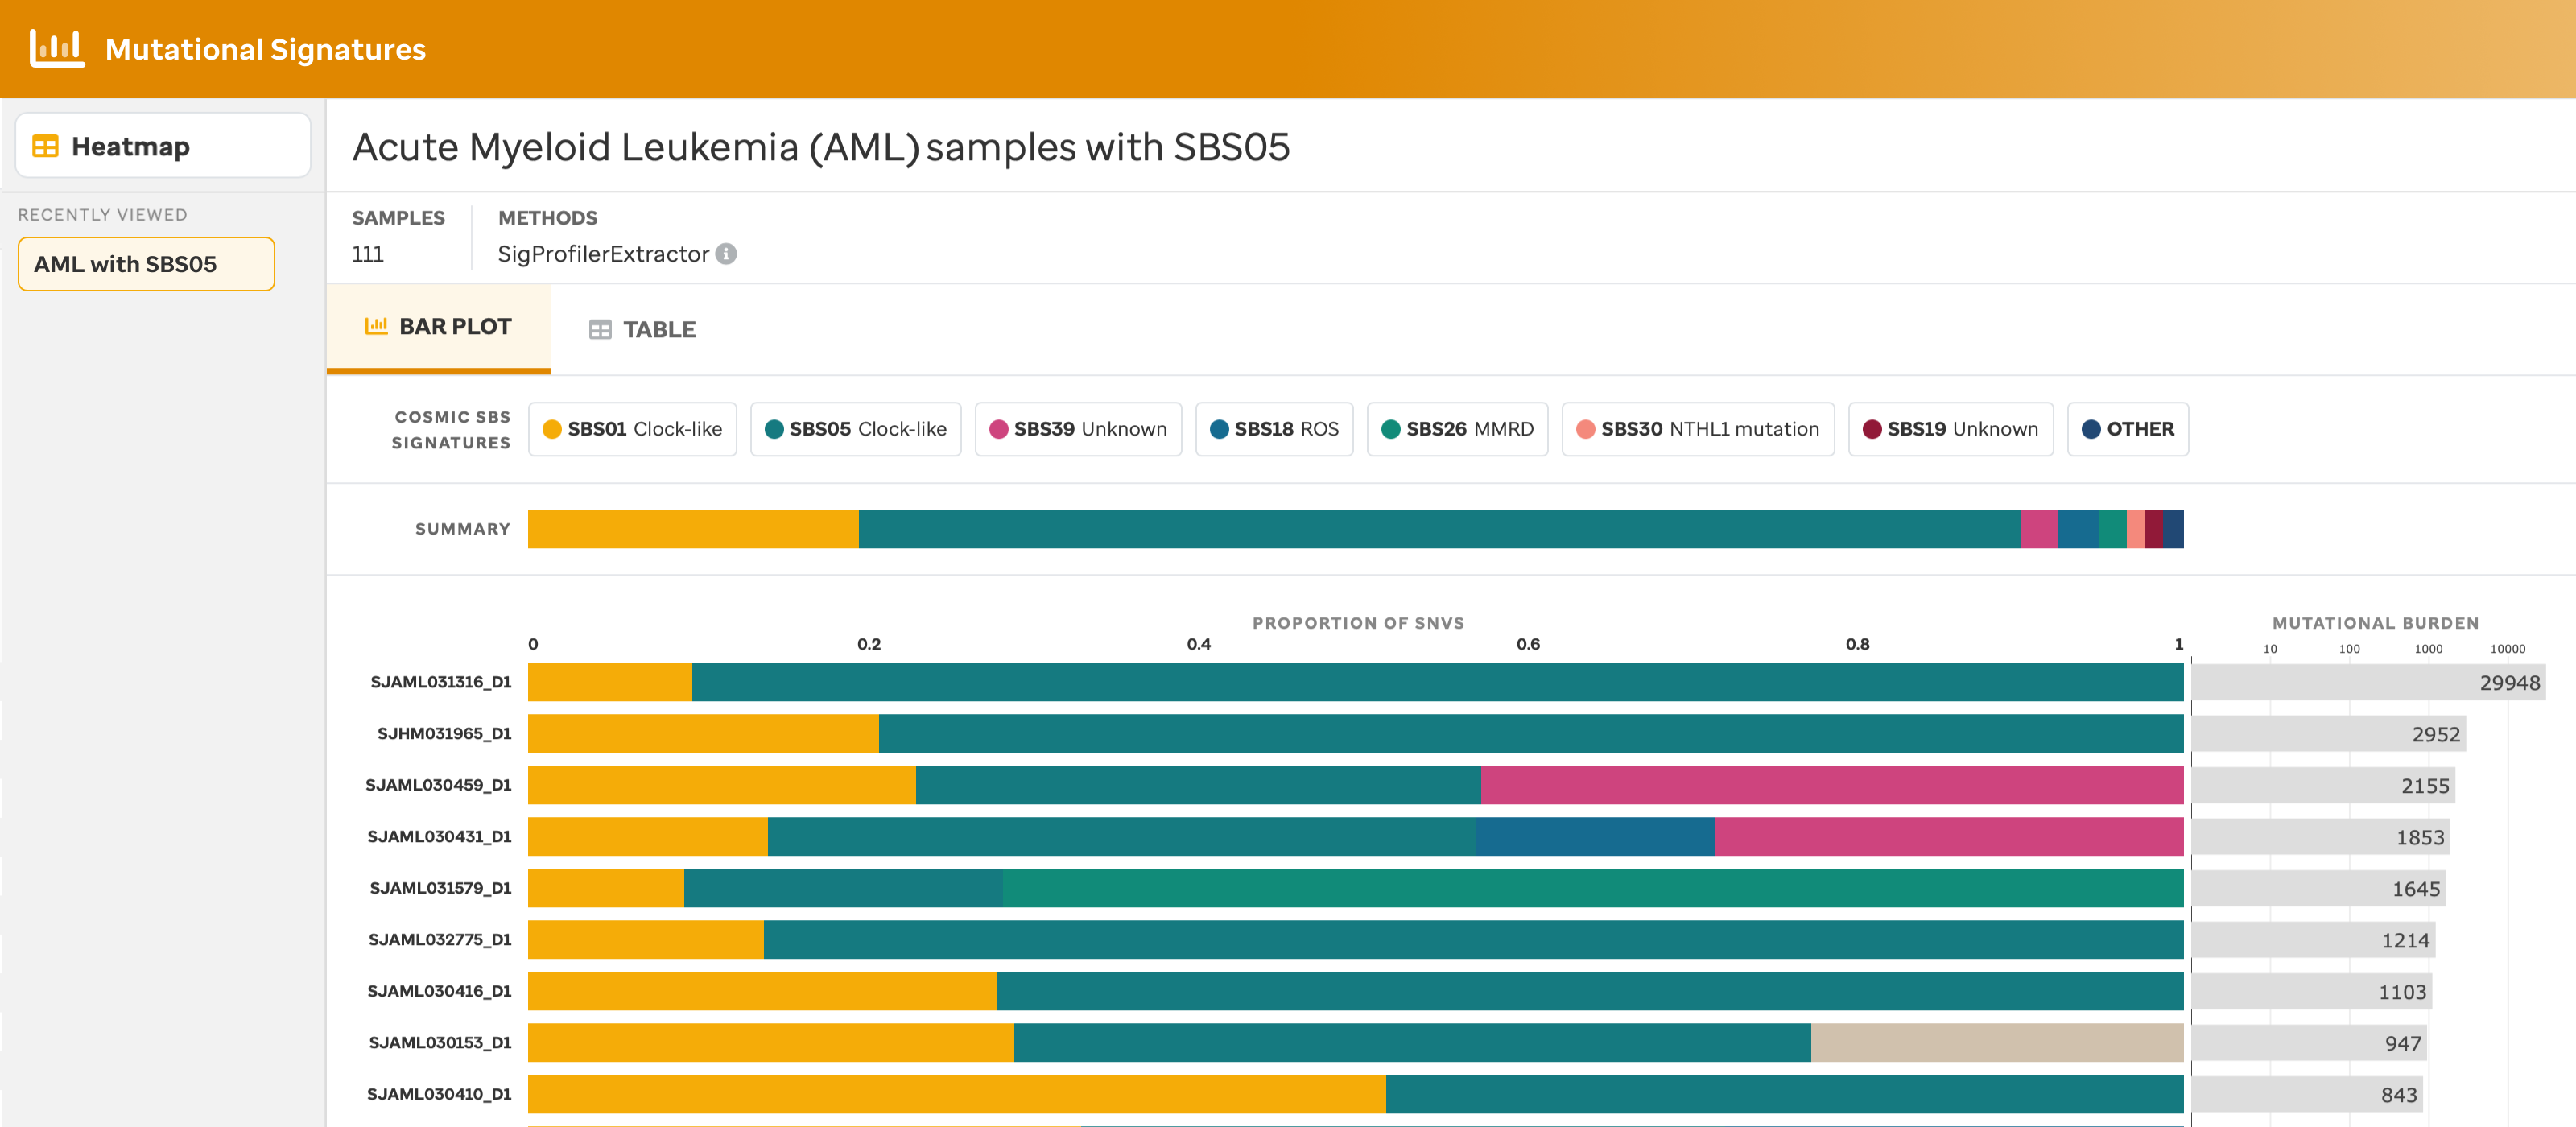 Mutational Signatures
Heatmap
RECENTLY VIEWED
AML with SBS05
Acute Myeloid Leukemia (AML) samples with SBS05
SAMPLES
111
METHODS
SigProfilerExtractor
BAR PLOT
TABLE
COSMIC SBS
SIGNATURES
SBS01 Clock-like
SBS05 Clock-like
SBS39 Unknown
SBS18 ROS
SBS26 MMRD
SBS30 NTHL1 mutation
SBS19 Unknown
OTHER
SUMMARY
PROPORTION OF SNVS
0 0.2 0.4 0.6 0.8 1
MUTATIONAL BURDEN
10 100 1000 10000
SJAML031316_D1 29948
SJHM031965_D1 2952
SJAML030459_D1 2155
SJAML030431_D1 1853
SJAML031579_D1 1645
SJAML032775_D1 1214
SJAML030416_D1 1103
SJAML030153_D1 947
SJAML030410_D1 843